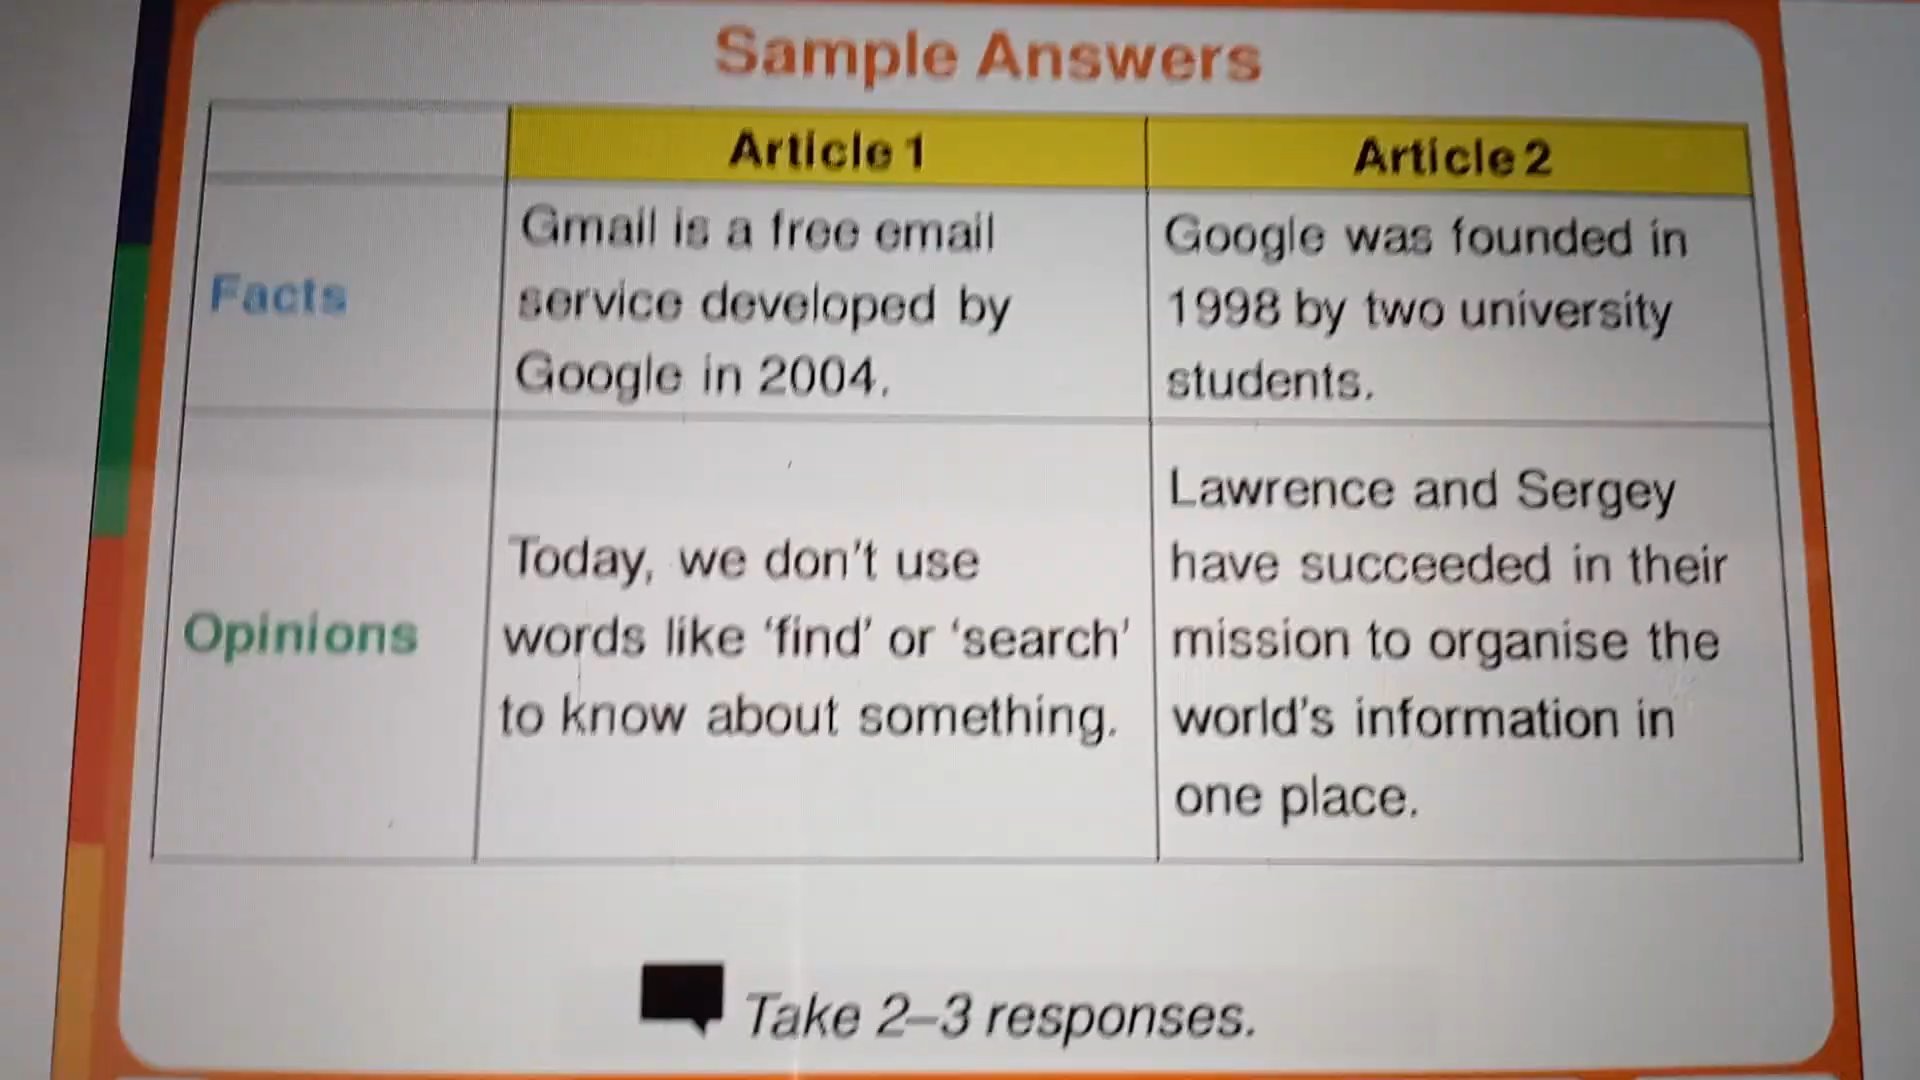 Sample Answers
Article 1
Article 2
Facts
Gmail is a free email
service developed by
Google in 2004.
Google was founded in
1998 by two university
students.
Opinions
Today, we don't use
words like ‘find’ or ‘search’
to know about something.
Lawrence and Sergey
have succeeded in their
mission to organise the
world's information in
one place.
Take 2–3 responses.